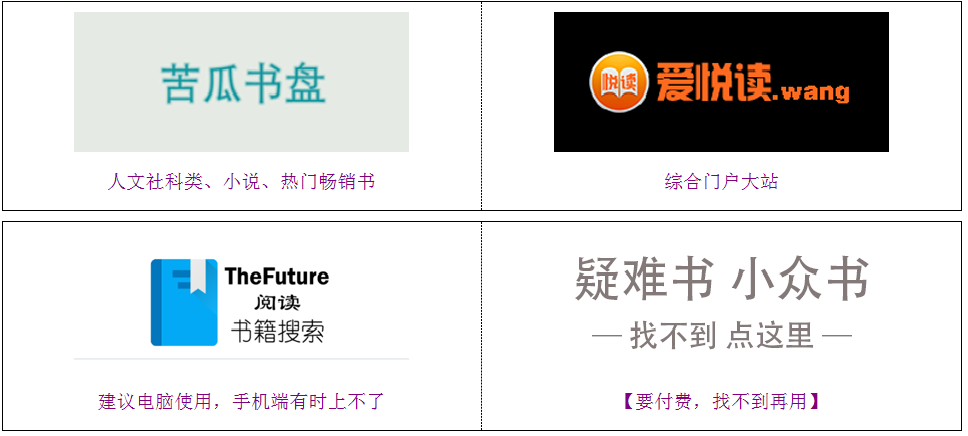 苦瓜书盘
人文社科类、小说、热门畅销书
悦读 爱悦读.wang
综合门户大站
TheFuture
阅读
书籍搜索
建议电脑使用，手机端有时上不了
疑难书 小众书
— 找不到 点这里 —
【要付费，找不到再用】